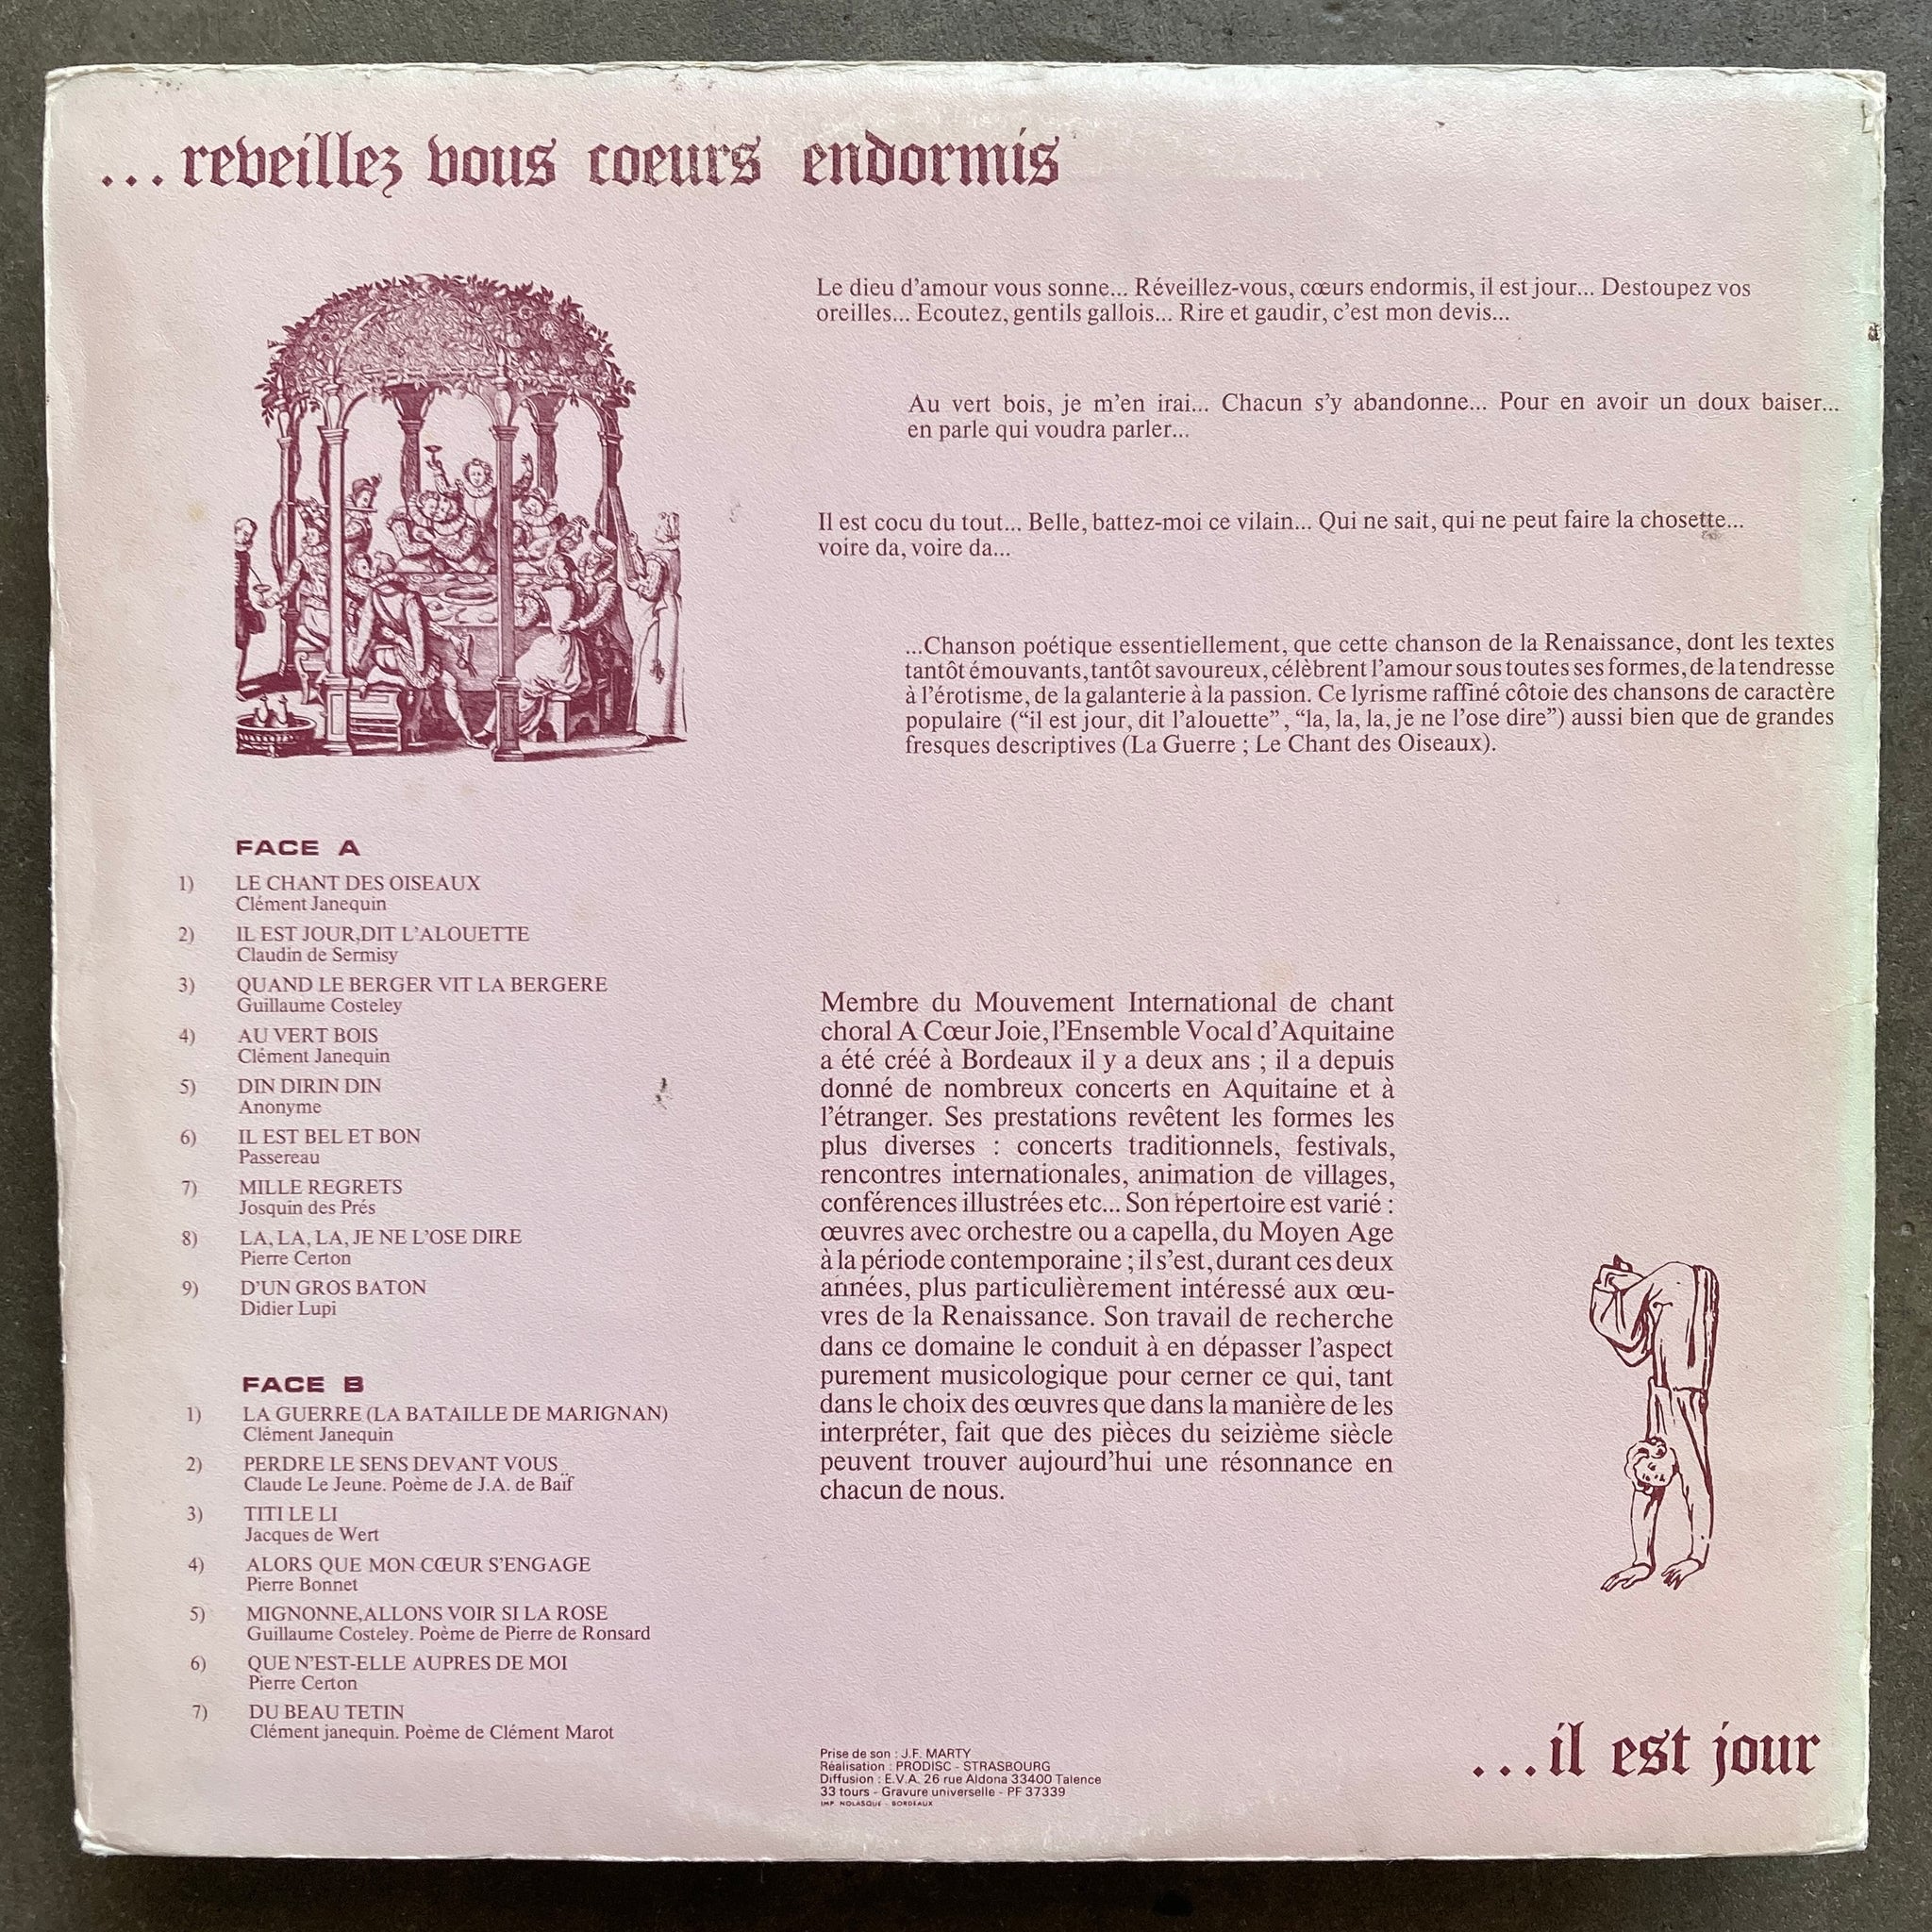 ...reveillez vous coeurs endormis
Le dieu d'amour vous sonne... Réveillez-vous, cœurs endormis, il est jour... Destoupez vos
oreilles... Ecoutez, gentils gallois... Rire et gaudir, c'est mon devis...
Au vert bois, je m'en irai... Chacun s'y abandonne... Pour en avoir un doux baiser...
en parle qui voudra parler...
Il est cocu du tout... Belle, battez-moi ce vilain... Qui ne sait, qui ne peut faire la chosette...
voire da, voire da...
...Chanson poétique essentiellement, que cette chanson de la Renaissance, dont les textes
tantôt émouvants, tantôt savoureux, célèbrent l'amour sous toutes ses formes, de la tendresse
à l'érotisme, de la galanterie à la passion. Ce lyrisme raffiné côtoie des chansons de caractère
populaire ("il est jour, dit l'alouette", "la, la, la, je ne l'ose dire") aussi bien que de grandes
fresques descriptives (La Guerre ; Le Chant des Oiseaux).
FACE A
1) LE CHANT DES OISEAUX
Clément Janequin
2) IL EST JOUR,DIT L'ALOUETTE
Claudin de Sermisy
3) QUAND LE BERGER VIT LA BERGERE
Guillaume Costeley
4) AU VERT BOIS
Clément Janequin
5) DIN DIRIN DIN
Anonyme
6) IL EST BEL ET BON
Passereau
7) MILLE REGRETS
Josquin des Prés
8) LA, LA, LA, JE NE L'OSE DIRE
Pierre Certon
9) D'UN GROS BATON
Didier Lupi
FACE B
1) LA GUERRE (LA BATAILLE DE MARIGNAN)
Clément Janequin
2) PERDRE LE SENS DEVANT VOUS
Claude Le Jeune. Poème de J.A. de Baïf
3) TITI LE LI
Jacques de Wert
4) ALORS QUE MON CŒUR S'ENGAGE
Pierre Bonnet
5) MIGNONNE,ALLONS VOIR SI LA ROSE
Guillaume Costeley. Poème de Pierre de Ronsard
6) QUE N'EST-ELLE AUPRES DE MOI
Pierre Certon
7) DU BEAU TETIN
Clément janequin. Poème de Clément Marot
Membre du Mouvement International de chant
choral A Cœur Joie, l'Ensemble Vocal d'Aquitaine
a été créé à Bordeaux il y a deux ans ; il a depuis
donné de nombreux concerts en Aquitaine et à
l'étranger. Ses prestations revêtent les formes les
plus diverses : concerts traditionnels, festivals,
rencontres internationales, animation de villages,
conférences illustrées etc... Son répertoire est varié :
œuvres avec orchestre ou a capella, du Moyen Age
à la période contemporaine ; il s'est, durant ces deux
années, plus particulièrement intéressé aux œu-
vres de la Renaissance. Son travail de recherche
dans ce domaine le conduit à en dépasser l'aspect
purement musicologique pour cerner ce qui, tant
dans le choix des œuvres que dans la manière de les
interpréter, fait que des pièces du seizième siècle
peuvent trouver aujourd'hui une résonnance en
chacun de nous.
Prise de son : J.F. MARTY
Réalisation : PRODISC - STRASBOURG
Diffusion : E.V.A. 26 rue Aldona 33400 Talence
33 tours - Gravure universelle - PF 37339
IMP. NOLASQUE - BORDEAUX
...il est jour